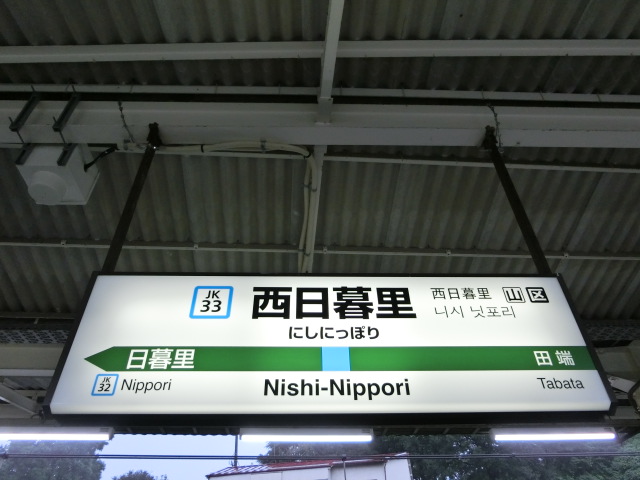 JK
33
西日暮里
にしにっぽり
西日暮里 山 区
니시 닛포리
日暮里
田端
JK
32
Nippori
Nishi-Nippori
Tabata